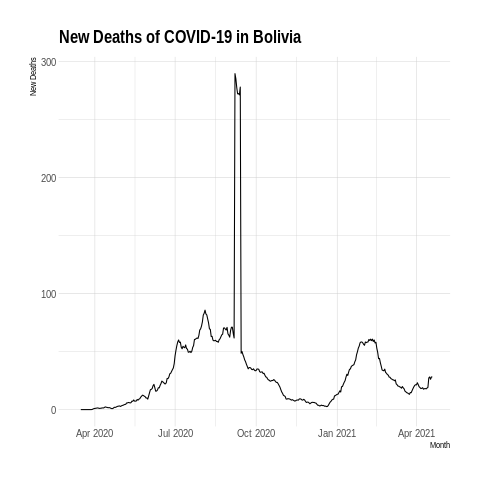 New Deaths of COVID-19 in Bolivia
New Deaths
300
200
100
0
Apr 2020 Jul 2020 Oct 2020 Jan 2021 Apr 2021
Month